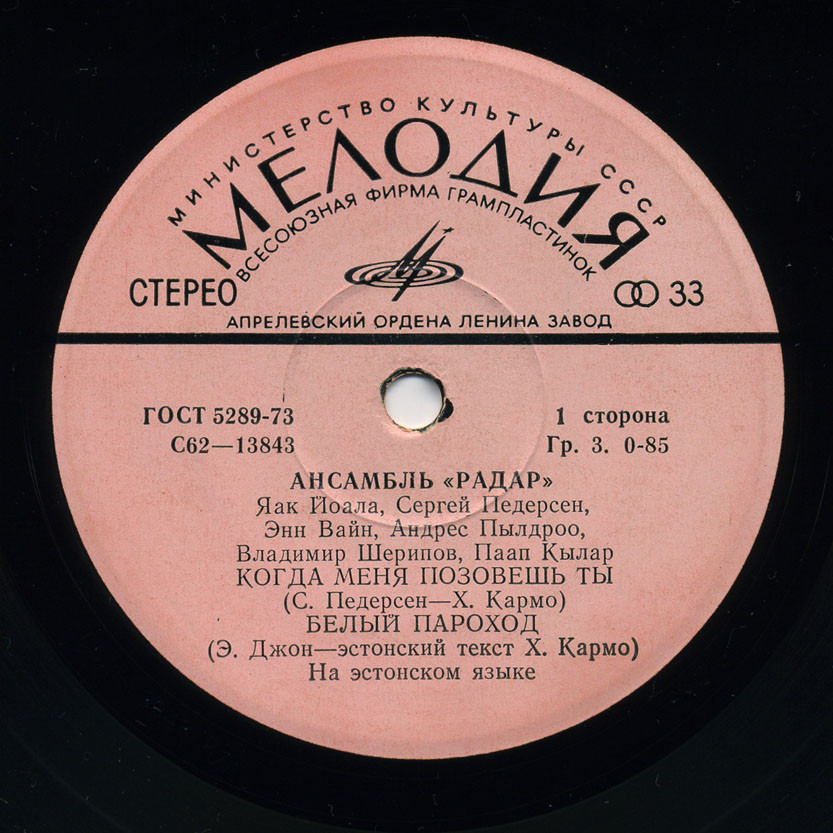 МИНИСТЕРСТВО КУЛЬТУРЫ СССР
МЕЛОДИЯ
ВСЕСОЮЗНАЯ ФИРМА ГРАМПЛАСТИНОК
СТЕРЕО
33
АПРЕЛЕВСКИЙ ОРДЕНА ЛЕНИНА ЗАВОД
ГОСТ 5289-73
1 сторона
С62—13843
Гр. 3. 0-85
АНСАМБЛЬ «РАДАР»
Яак Йоала, Сергей Педерсен,
Энн Вайн, Андрес Пылдроо,
Владимир Шерипов, Паап Кылар
КОГДА МЕНЯ ПОЗОВЕШЬ ТЫ
(С. Педерсен—Х. Кармо)
БЕЛЫЙ ПАРОХОД
(Э. Джон—эстонский текст Х. Кармо)
На эстонском языке